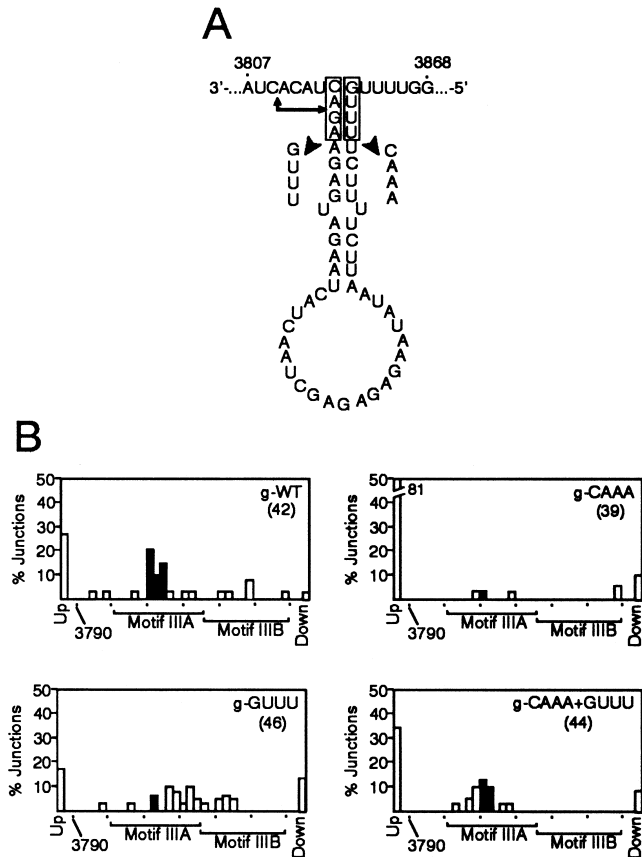 A
3807 3868
3'-...AUCACAUCGUUUUGG...-5'
A U
G U
A U
A U
G C
A U
G U
U U
A U
G C
A U
A U
G U U U
C A A A
UCAUCAAUCGAGAGAGAAUAUAA
B
50
40
30
20
10
% Junctions
g-WT
(42)
Up
3790
Motif IIIA
Motif IIIB
Down
50
40
30
20
10
% Junctions
81
g-CAAA
(39)
Up
3790
Motif IIIA
Motif IIIB
Down
50
40
30
20
10
% Junctions
g-GUUU
(46)
Up
3790
Motif IIIA
Motif IIIB
Down
50
40
30
20
10
% Junctions
g-CAAA+GUUU
(44)
Up
3790
Motif IIIA
Motif IIIB
Down